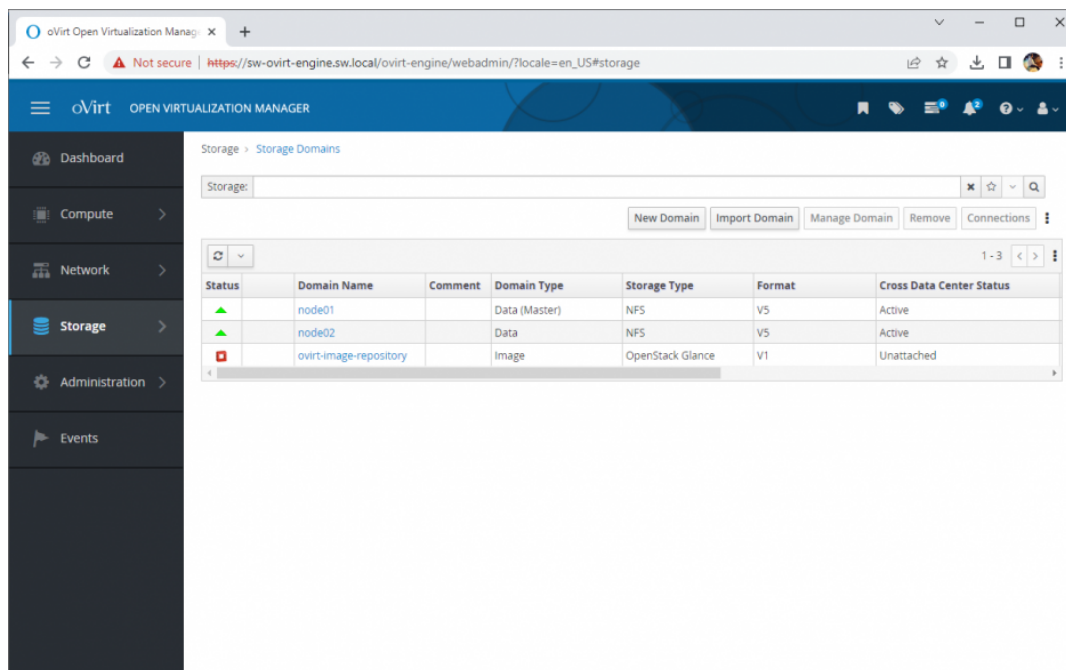 oVirt Open Virtualization Manag
Not secure https://sw-ovirt-engine.sw.local/ovirt-engine/webadmin/?locale=en_US#storage
oVirt OPEN VIRTUALIZATION MANAGER 0 2
Dashboard
Compute
Network
Storage
Administration
Events
Storage > Storage Domains
Storage:
New Domain Import Domain Manage Domain Remove Connections
1 - 3
Status Domain Name Comment Domain Type Storage Type Format Cross Data Center Status
node01 Data (Master) NFS V5 Active
node02 Data NFS V5 Active
ovirt-image-repository Image OpenStack Glance V1 Unattached